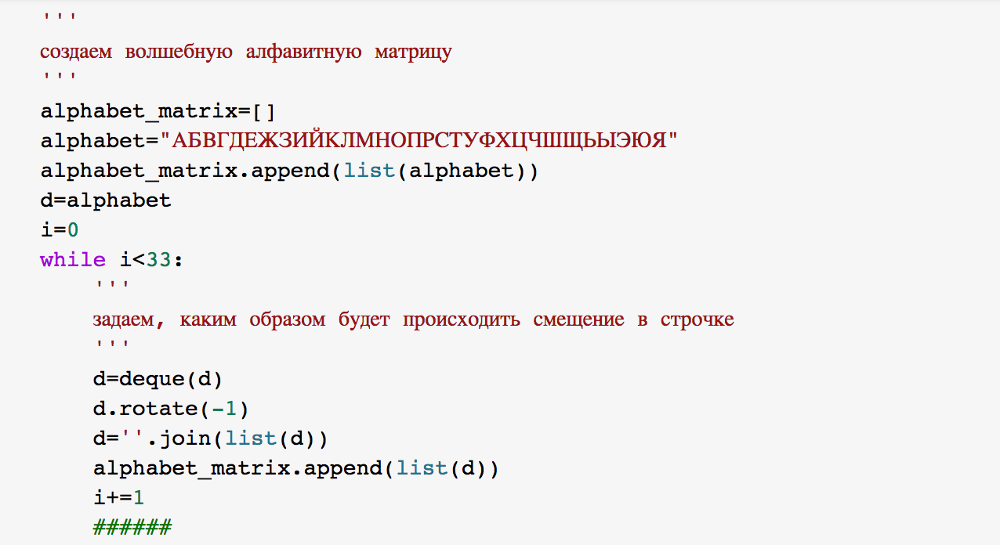 '''
создаем волшебную алфавитную матрицу
'''
alphabet_matrix=[]
alphabet="АБВГДЕЖЗИЙКЛМНОПРСТУФХЦЧШЩЬЫЭЮЯ"
alphabet_matrix.append(list(alphabet))
d=alphabet
i=0
while i<33:
'''
задаем, каким образом будет происходить смещение в строчке
'''
d=deque(d)
d.rotate(-1)
d=''.join(list(d))
alphabet_matrix.append(list(d))
i+=1
######